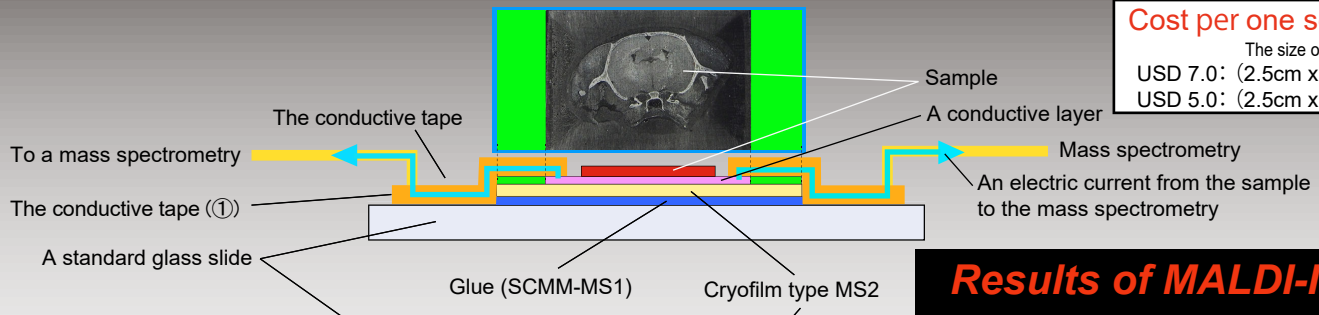 Cost per one s
The size o
USD 7.0: (2.5cm x
USD 5.0: (2.5cm x
Sample
The conductive tape
A conductive layer
To a mass spectrometry
Mass spectrometry
An electric current from the sample
to the mass spectrometry
The conductive tape (①)
A standard glass slide
Glue (SCMM-MS1)
Cryofilm type MS2
Results of MALDI-I